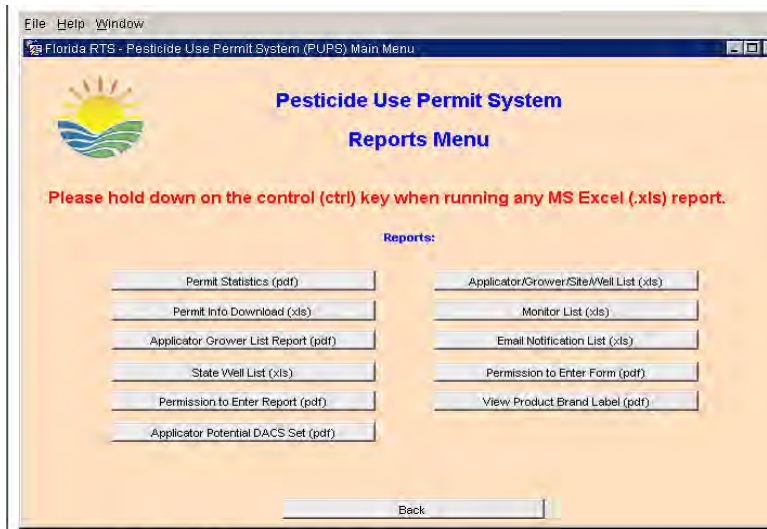 File Help Window
Florida RTS - Pesticide Use Permit System (PUPS) Main Menu
Pesticide Use Permit System
Reports Menu
Please hold down on the control (ctrl) key when running any MS Excel (.xls) report.
Reports:
Permit Statistics (pdf)
Applicator/Grower/Site/Well List (xls)
Permit Info Download (xls)
Monitor List (xls)
Applicator Grower List Report (pdf)
Email Notification List (xls)
State Well List (xls)
Permission to Enter Form (pdf)
Permission to Enter Report (pdf)
View Product Brand Label (pdf)
Applicator Potential DACS Set (pdf)
Back